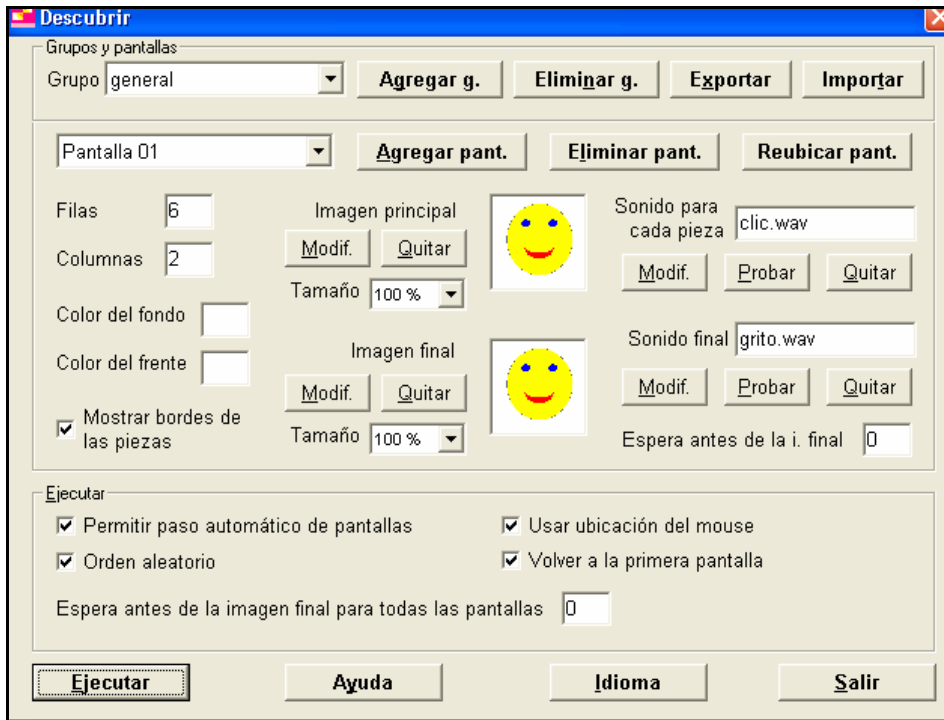 Descubrir
Grupos y pantallas
Grupo general Agregar g. Eliminar g. Exportar Importar
Pantalla 01 Agregar pant. Eliminar pant. Reubicar pant.
Filas 6
Columnas 2
Color del fondo
Color del frente
Mostrar bordes de
las piezas
Imagen principal
Modif. Quitar
Tamaño 100 %
Imagen final
Modif. Quitar
Tamaño 100 %
Sonido para
cada pieza clic.wav
Modif. Probar Quitar
Sonido final grito.wav
Modif. Probar Quitar
Espera antes de la i. final 0
Ejecutar
Permitir paso automático de pantallas Usar ubicación del mouse
Orden aleatorio Volver a la primera pantalla
Espera antes de la imagen final para todas las pantallas 0
Ejecutar Ayuda Idioma Salir